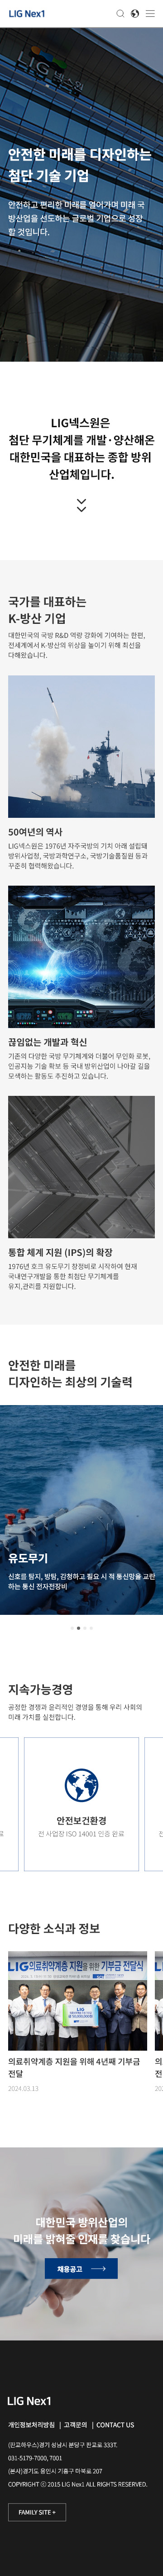 LIG Nex1
LIG넥스원
안전한 미래를 디자인하는
첨단 기술 기업
안전하고 편리한 미래를 열어가며 미래 국
방산업을 선도하는 글로벌 기업으로 성장
할 것입니다.
LIG넥스원은
첨단 무기체계를 개발·양산해온
대한민국을 대표하는 종합 방위
산업체입니다.
국가를 대표하는
K-방산 기업
대한민국의 국방 R&D 역량 강화에 기여하는 한편,
전세계에서 K-방산의 위상을 높이기 위해 최선을
다해왔습니다.
50여년의 역사
LIG넥스원은 1976년 자주국방의 기치 아래 설립돼
방위사업청, 국방과학연구소, 국방기술품질원 등과
꾸준히 협력해왔습니다.
끊임없는 개발과 혁신
기존의 다양한 국방 무기체계와 더불어 무인화 로봇,
인공지능 기술 확보 등 국내 방위산업이 나아갈 길을
모색하는 활동도 추진하고 있습니다.
통합 체계 지원 (IPS)의 확장
1976년 호크 유도무기 창정비로 시작하여 현재
국내연구개발을 통한 최첨단 무기체계를
유지,관리를 지원합니다.
안전한 미래를
디자인하는 최상의 기술력
유도무기
신호를 탐지, 방탐, 감청하고 필요 시 적 통신망을 교란
하는 통신 전자전장비
지속가능경영
공정한 경쟁과 윤리적인 경영을 통해 우리 사회의
미래 가치를 실천합니다.
안전보건환경
전 사업장 ISO 14001 인증 완료
다양한 소식과 정보
LIG의료취약계층 지원을 위한 기부금 전달식
의료취약계층 지원을 위해 4년째 기부금
전달
2024.03.13
대한민국 방위산업의
미래를 밝혀줄 인재를 찾습니다
채용공고
LIG Nex1
개인정보처리방침 | 고객문의 | CONTACT US
(판교하우스)경기 성남시 분당구 판교로 333T.
031-5179-7000, 7001
(본사)경기도 용인시 기흥구 마북로 207
COPYRIGHT ⓒ 2015 LIG Nex1 ALL RIGHTS RESERVED.
FAMILY SITE +